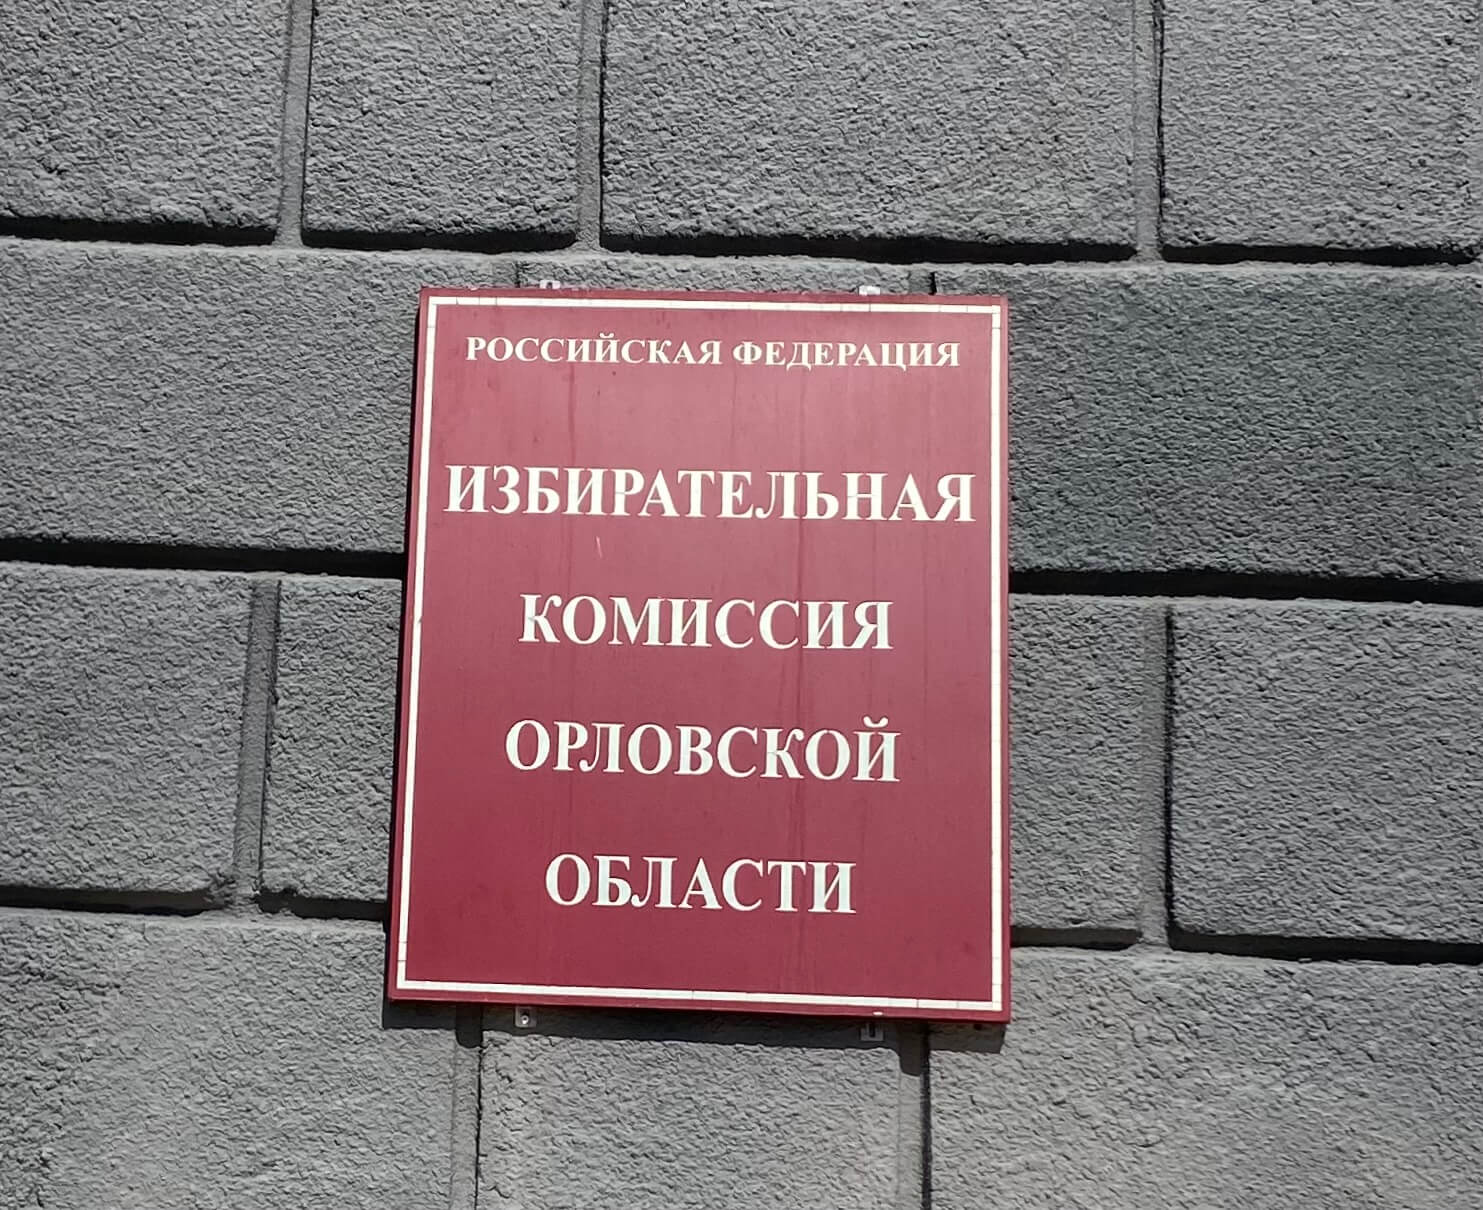 РОССИЙСКАЯ ФЕДЕРАЦИЯ
ИЗБИРАТЕЛЬНАЯ
КОМИССИЯ
ОРЛОВСКОЙ
ОБЛАСТИ